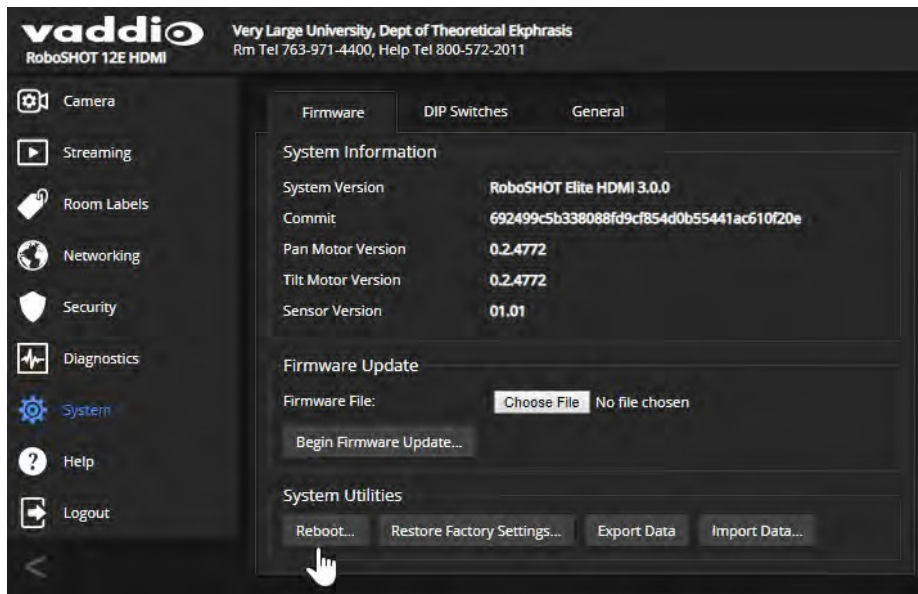 vaddio
RoboSHOT 12E HDMI
Very Large University, Dept of Theoretical Ekphrasis
Rm Tel 763-971-4400, Help Tel 800-572-2011
Camera
Streaming
Room Labels
Networking
Security
Diagnostics
System
Help
Logout
Firmware DIP Switches General
System Information
System Version RoboSHOT Elite HDMI 3.0.0
Commit 692499c5b338088fd9cf854d0b55441ac610f20e
Pan Motor Version 0.2.4772
Tilt Motor Version 0.2.4772
Sensor Version 01.01
Firmware Update
Firmware File: Choose File No file chosen
Begin Firmware Update...
System Utilities
Reboot... Restore Factory Settings... Export Data Import Data...